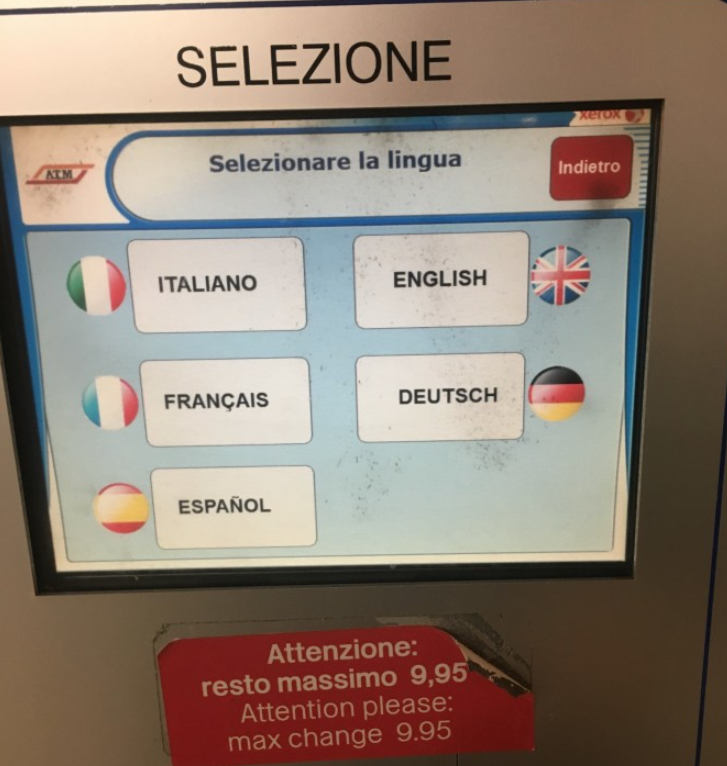 SELEZIONE
xerox
ATM
Selezionare la lingua
Indietro
ITALIANO
ENGLISH
FRANÇAIS
DEUTSCH
ESPAÑOL
Attenzione:
resto massimo 9,95
Attention please:
max change 9.95